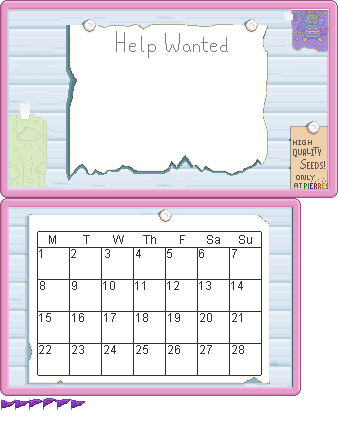 Help Wanted
HIGH
QUALITY
SEEDS!
ONLY...
AT PIERRES
M T W Th F Sa Su
1 2 3 4 5 6 7
8 9 10 11 12 13 14
15 16 17 18 19 20 21
22 23 24 25 26 27 28